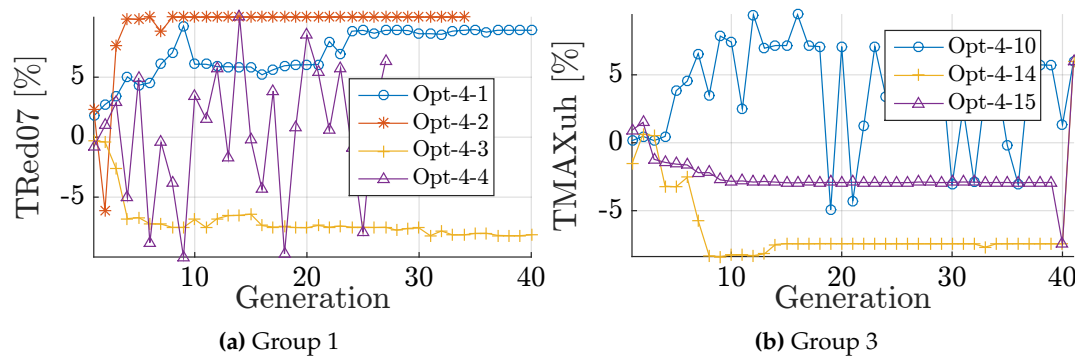 TRed07 [%]
5
0
-5
10
20
30
40
Generation
Opt-4-1
Opt-4-2
Opt-4-3
Opt-4-4
(a) Group 1
TMAXuh [%]
5
0
-5
10
20
30
40
Generation
Opt-4-10
Opt-4-14
Opt-4-15
(b) Group 3